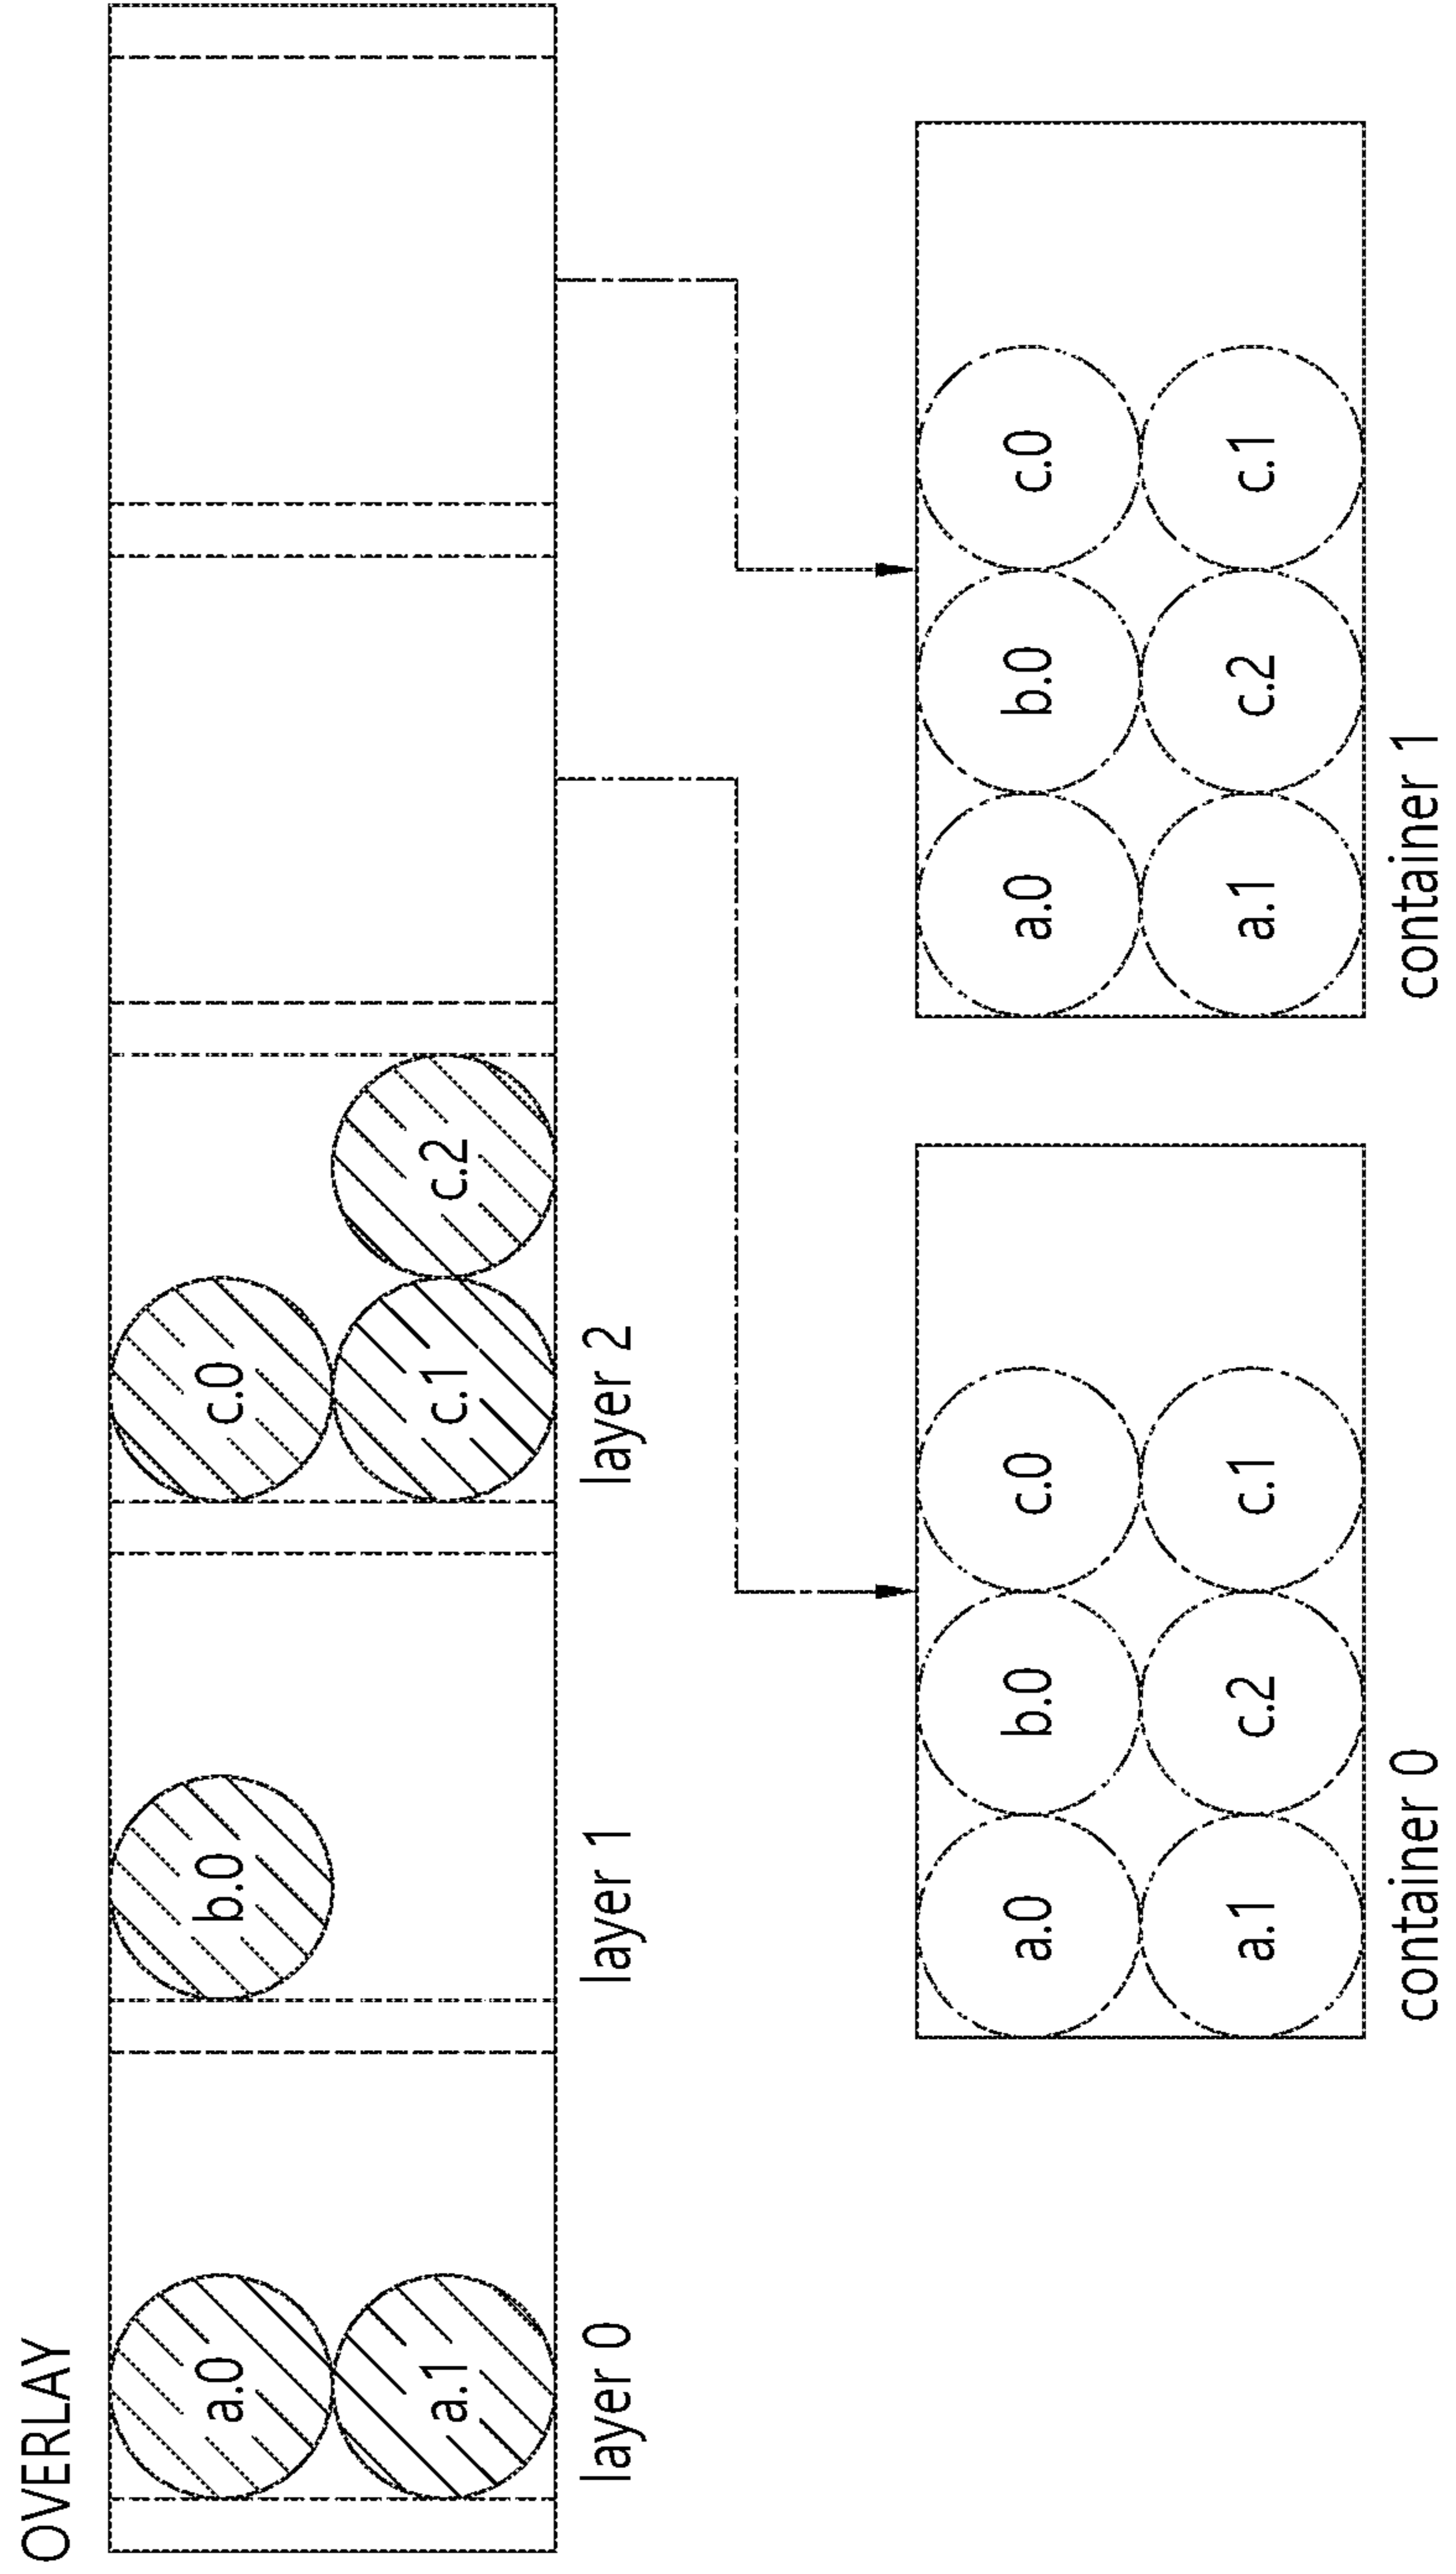 OVERLAY
a.0
b.0
c.0
a.1
c.1
c.2
layer 0
layer 1
layer 2
a.0
b.0
c.0
a.1
c.2
c.1
container 0
a.0
b.0
c.0
a.1
c.2
c.1
container 1